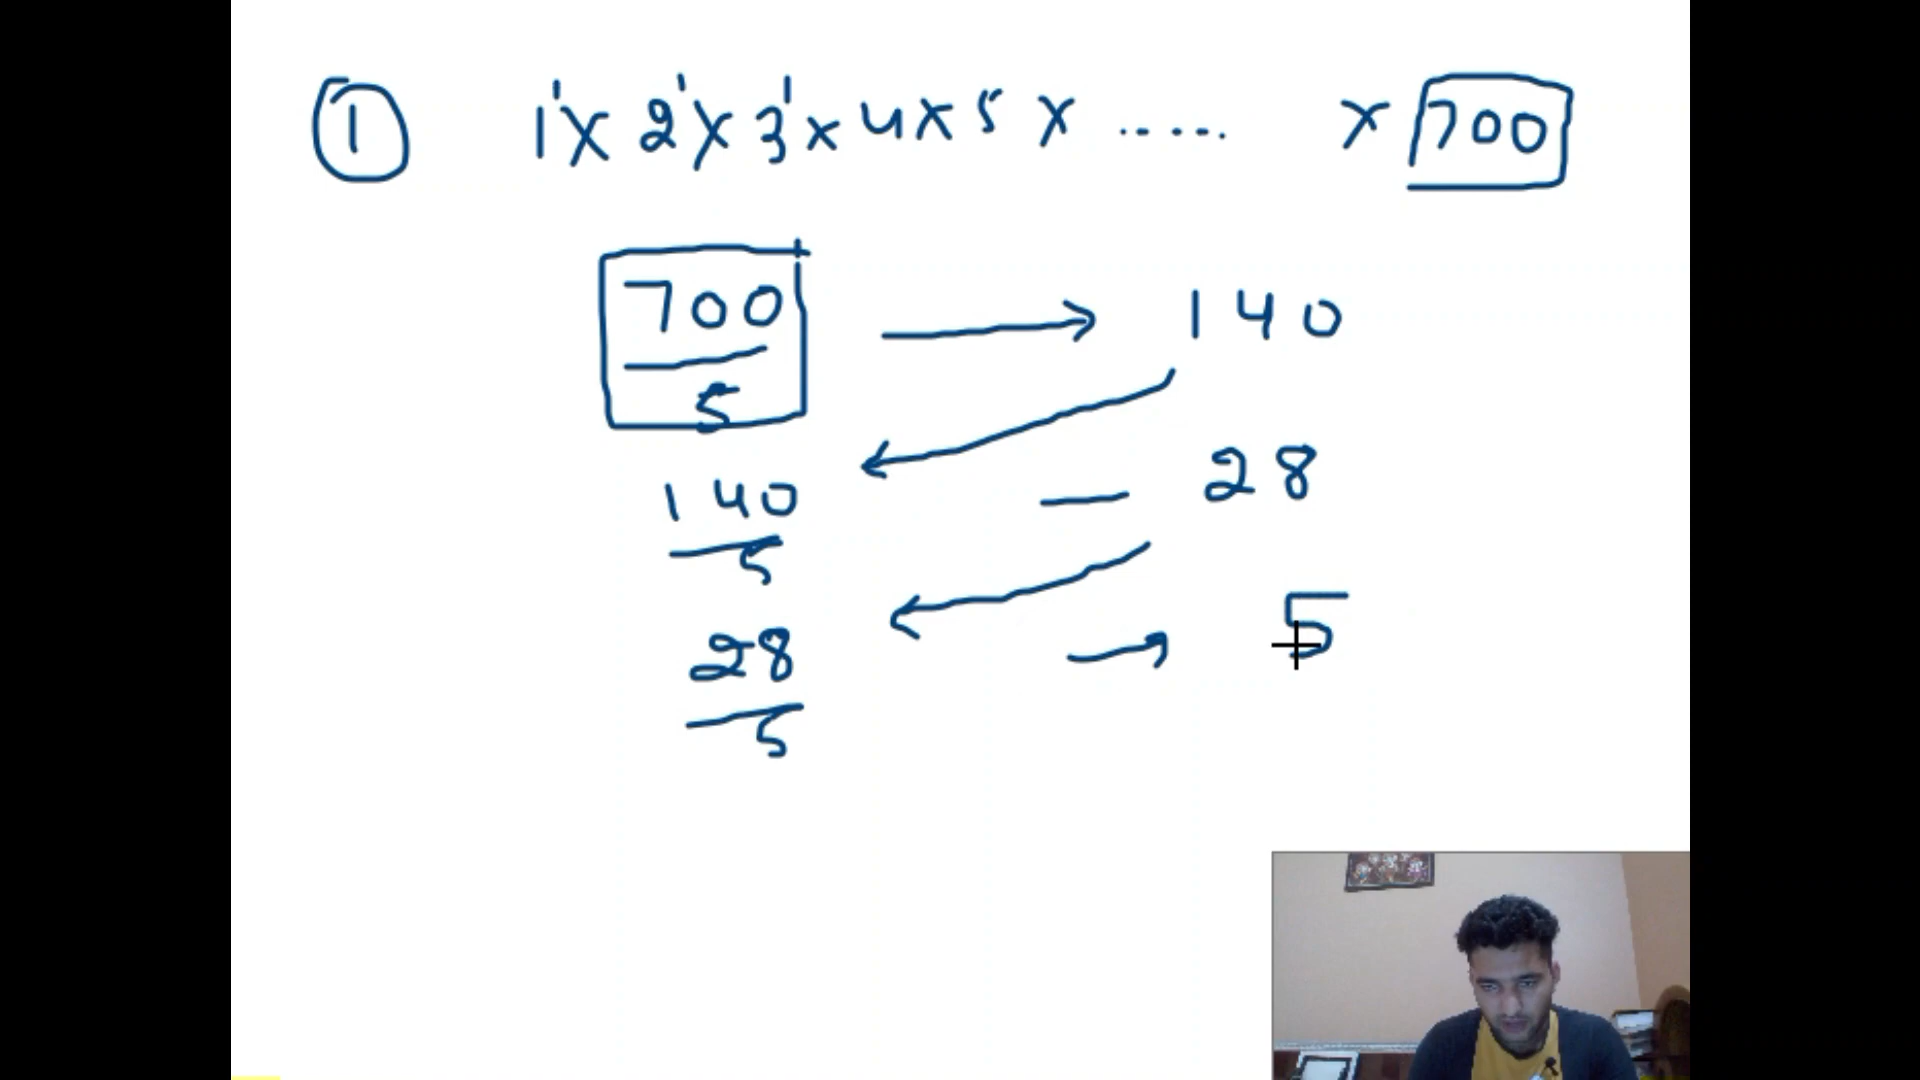 ① 1' x 2' x 3' x 4 x 5 x ..... x 700
700 → 140
5
140 — 28
5
28 → 5
5